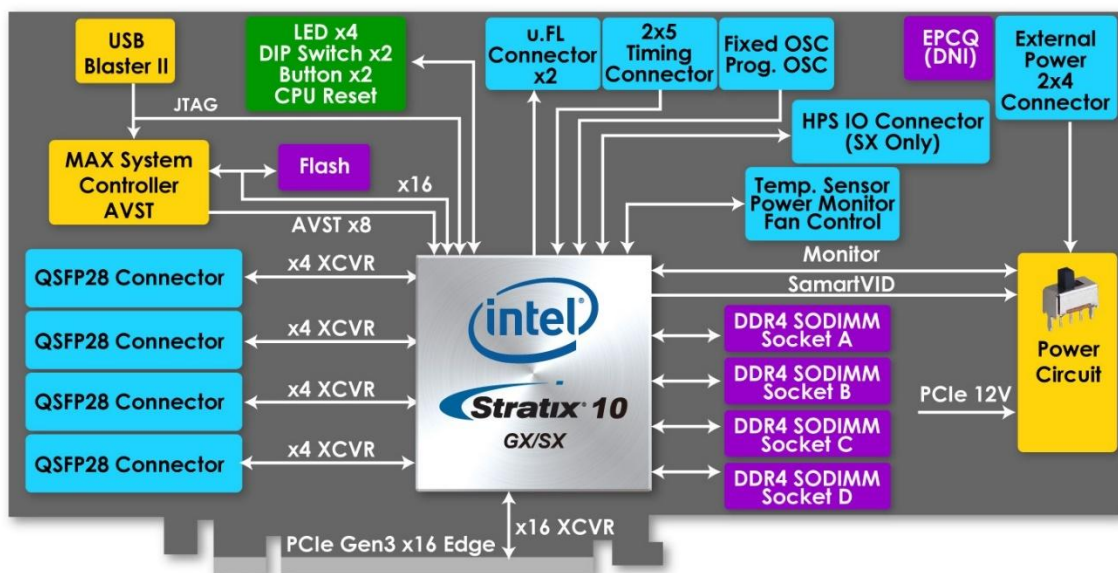 USB
Blaster II
LED x4
DIP Switch x2
Button x2
CPU Reset
u.FL
Connector
x2
2x5
Timing
Connector
Fixed OSC
Prog. OSC
EPCQ
(DNI)
External
Power
2x4
Connector
JTAG
HPS IO Connector
(SX Only)
MAX System
Controller
AVST
Flash
x16
AVST x8
Temp. Sensor
Power Monitor
Fan Control
QSFP28 Connector
x4 XCVR
QSFP28 Connector
x4 XCVR
QSFP28 Connector
x4 XCVR
QSFP28 Connector
x4 XCVR
intel
Stratix® 10
GX/SX
Monitor
SamartVID
DDR4 SODIMM
Socket A
DDR4 SODIMM
Socket B
DDR4 SODIMM
Socket C
DDR4 SODIMM
Socket D
Power
Circuit
PCIe 12V
x16 XCVR
PCIe Gen3 x16 Edge